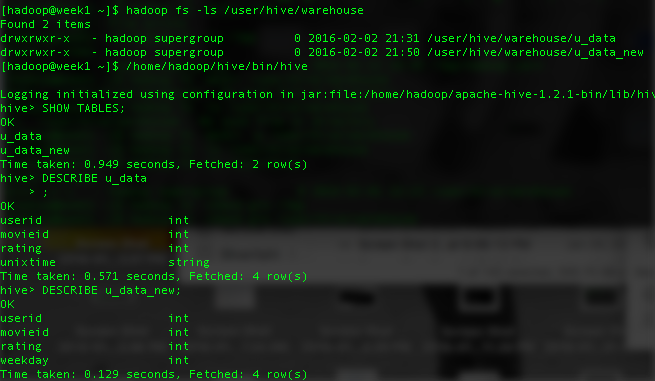 [hadoop@week1 ~]$ hadoop fs -ls /user/hive/warehouse
Found 2 items
drwxrwxr-x   - hadoop supergroup          0 2016-02-02 21:31 /user/hive/warehouse/u_data
drwxrwxr-x   - hadoop supergroup          0 2016-02-02 21:50 /user/hive/warehouse/u_data_new
[hadoop@week1 ~]$ /home/hadoop/hive/bin/hive
Logging initialized using configuration in jar:file:/home/hadoop/apache-hive-1.2.1-bin/lib/hiv
hive> SHOW TABLES;
OK
u_data
u_data_new
Time taken: 0.949 seconds, Fetched: 2 row(s)
hive> DESCRIBE u_data
    > ;
OK
userid                  int
movieid                 int
rating                  int
unixtime                string
Time taken: 0.571 seconds, Fetched: 4 row(s)
hive> DESCRIBE u_data_new;
OK
userid                  int
movieid                 int
rating                  int
weekday                 int
Time taken: 0.129 seconds, Fetched: 4 row(s)